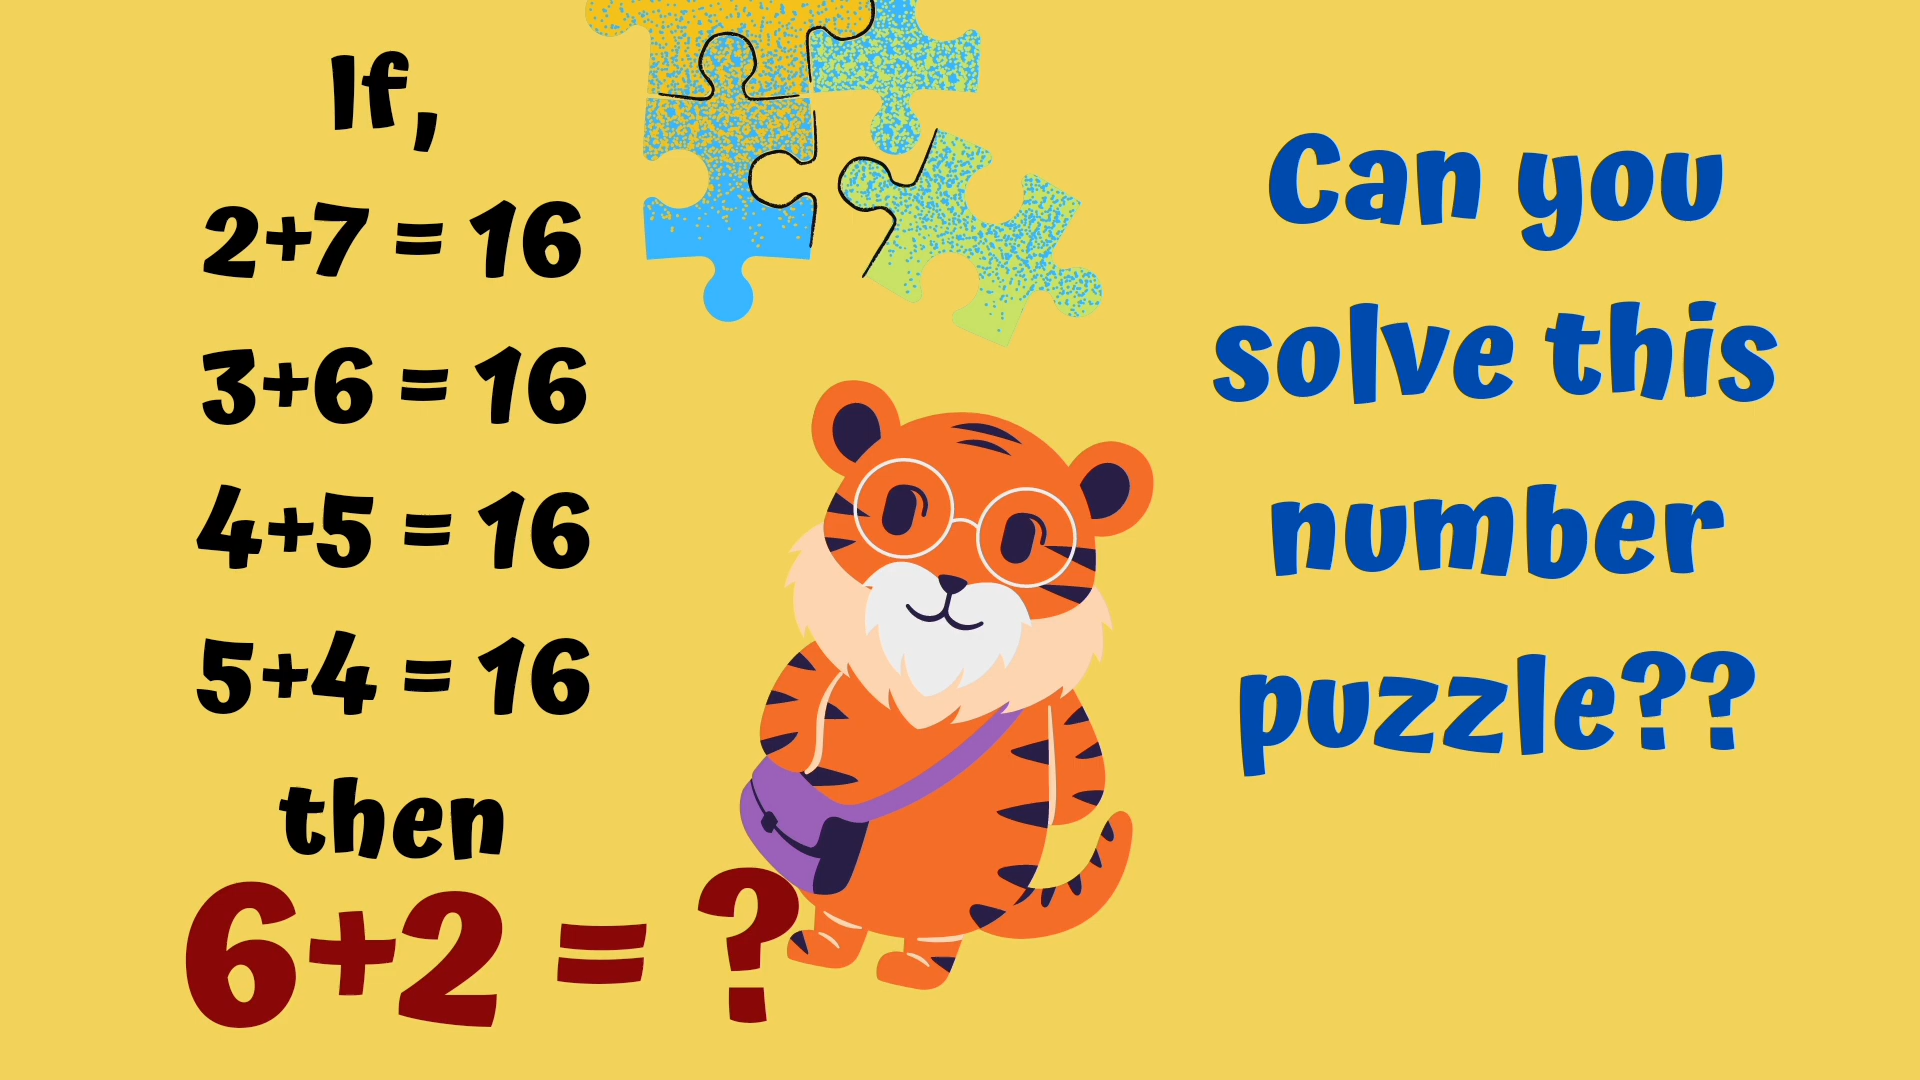 If,
2+7 = 16
3+6 = 16
4+5 = 16
5+4 = 16
then
6+2 = ?
Can you
solve this
number
puzzle??